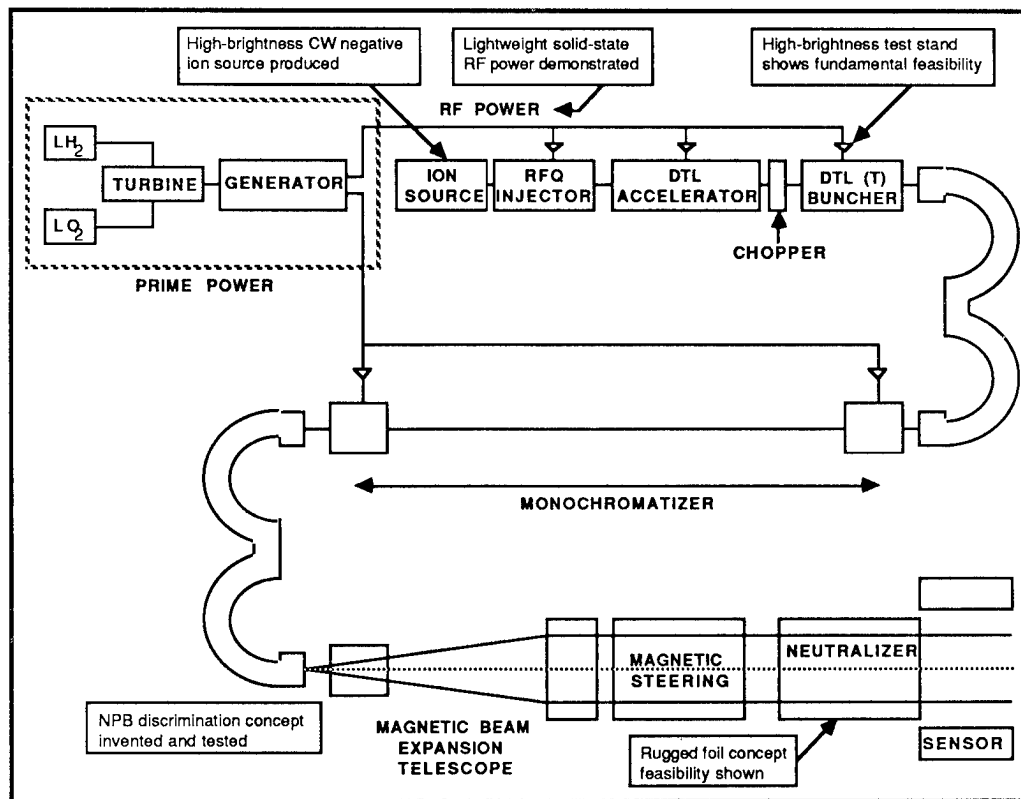 High-brightness CW negative
ion source produced
Lightweight solid-state
RF power demonstrated
High-brightness test stand
shows fundamental feasibility
RF POWER
LH2
LO2
TURBINE
GENERATOR
ION
SOURCE
RFQ
INJECTOR
DTL
ACCELERATOR
DTL (T)
BUNCHER
CHOPPER
PRIME POWER
MONOCHROMATIZER
NPB discrimination concept
invented and tested
MAGNETIC BEAM
EXPANSION
TELESCOPE
MAGNETIC
STEERING
NEUTRALIZER
Rugged foil concept
feasibility shown
SENSOR